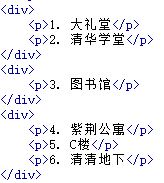 <div>
<p>1. 大礼堂</p>
<p>2. 清华学堂</p>
</div>
<div>
<p>3. 图书馆</p>
</div>
<div>
<p>4. 紫荆公寓</p>
<p>5. C楼</p>
<p>6. 清青地下</p>
</div>